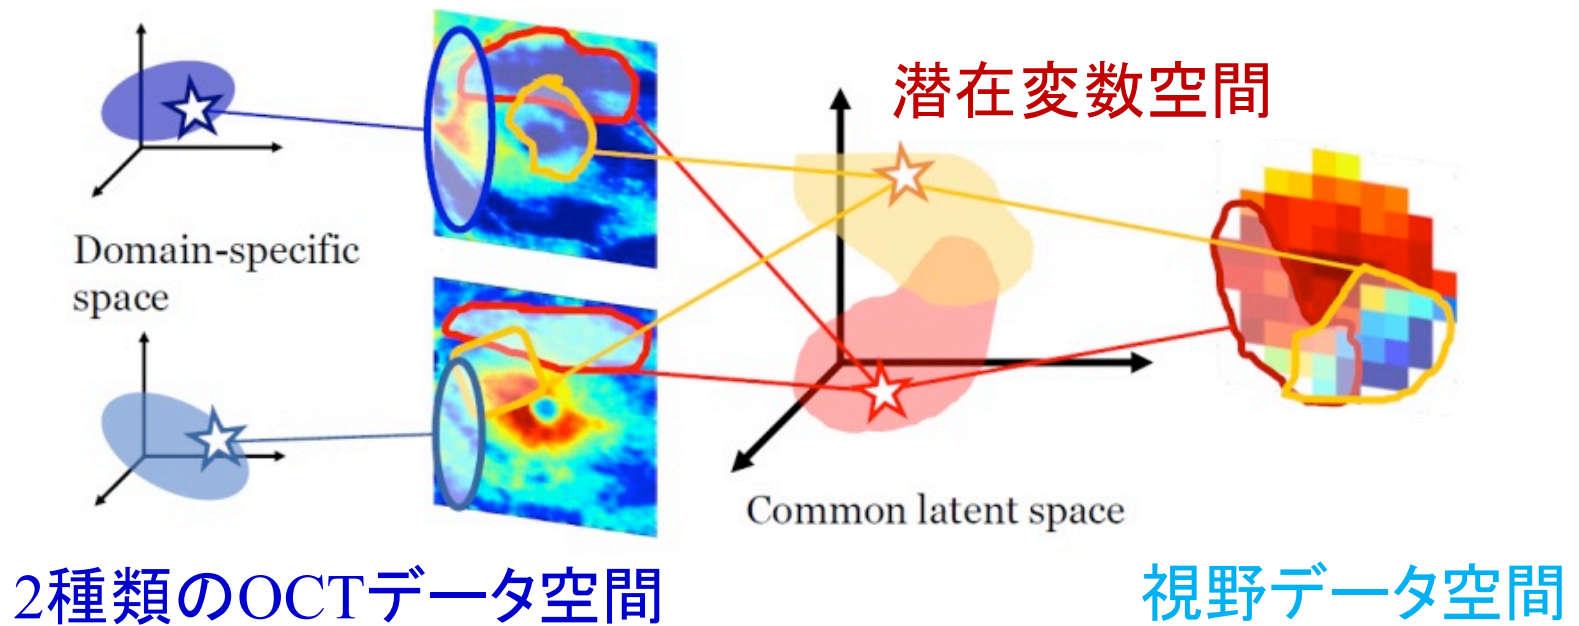 潜在変数空間
Domain-specific
space
Common latent space
2種類のOCTデータ空間
視野データ空間